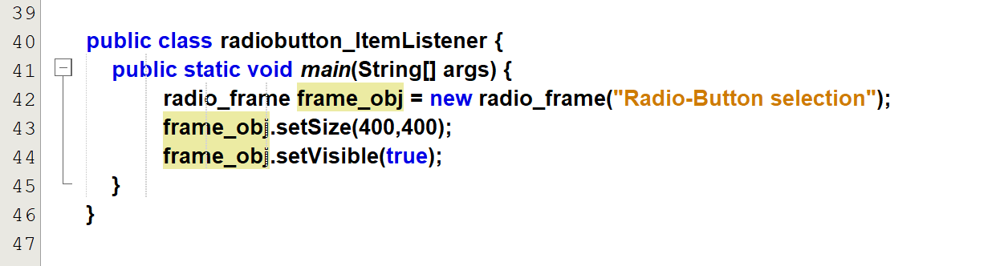 39
40 public class radiobutton_ItemListener {
41 public static void main(String[] args) {
42 radio_frame frame_obj = new radio_frame("Radio-Button selection");
43 frame_obj.setSize(400,400);
44 frame_obj.setVisible(true);
45 }
46 }
47